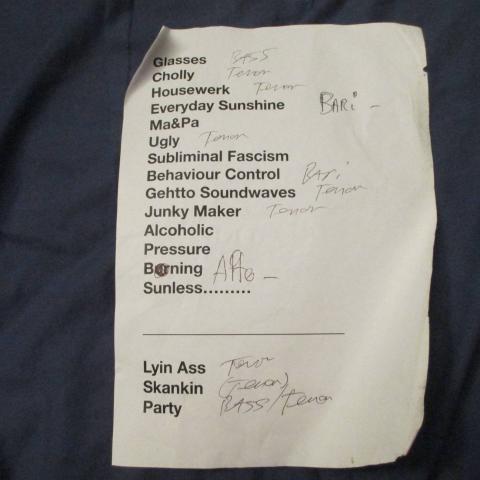 Glasses BASS
Cholly Tenor
Housewerk Tenor
Everyday Sunshine BARi –
Ma&Pa
Ugly Tenor
Subliminal Fascism
Behaviour Control BARi
Gehtto Soundwaves Tenor
Junky Maker Tenor
Alcoholic
Pressure
Boning Alto –
Sunless.........
Lyin Ass Tenor
Skankin (Tenor)
Party BASS/Tenor